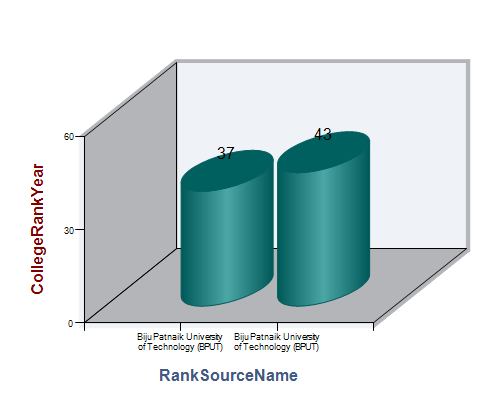 37
43
60
30
0
CollegeRankYear
Biju Patnaik University
of Technology (BPUT)
Biju Patnaik University
of Technology (BPUT)
RankSourceName